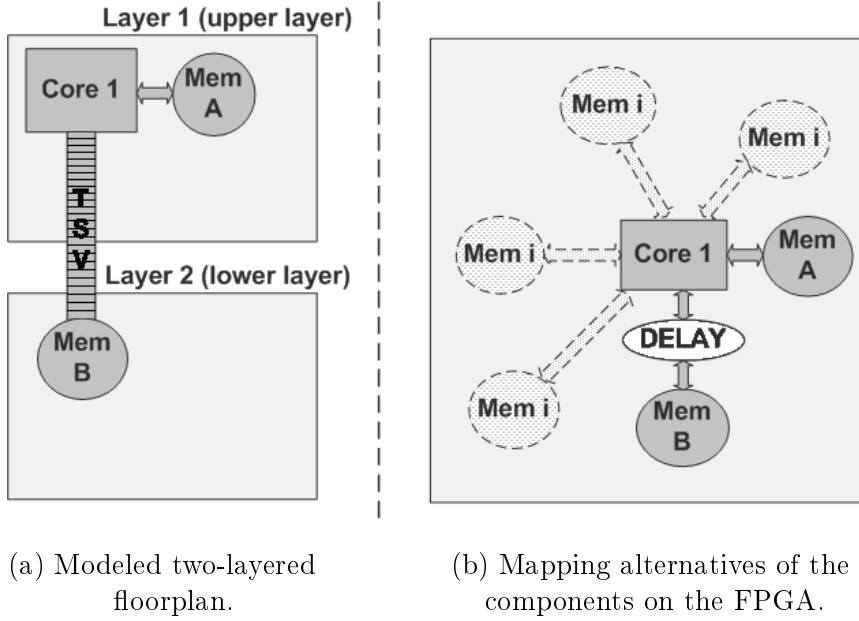 Layer 1 (upper layer)
Core 1
Mem
A
T
S
V
Layer 2 (lower layer)
Mem
B
(a) Modeled two-layered
floorplan.
Mem i
Mem i
Mem i
Core 1
Mem
A
DELAY
Mem i
Mem
B
(b) Mapping alternatives of the
components on the FPGA.